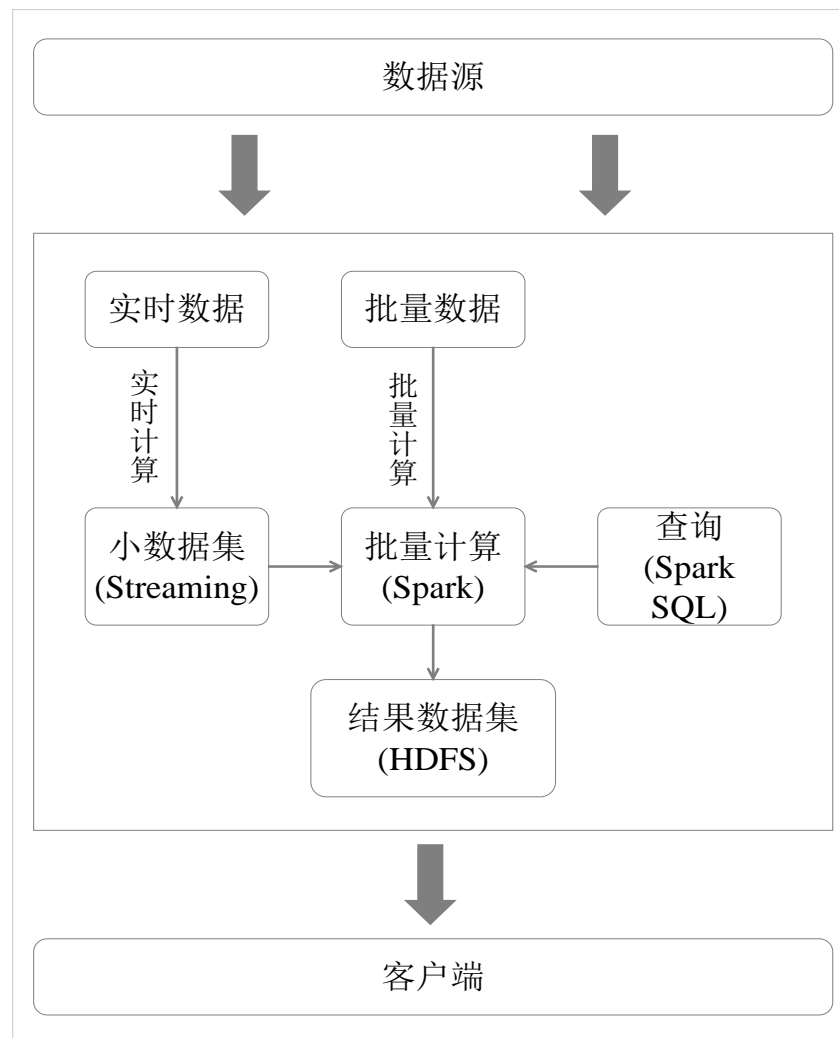 数据源
实时数据
批量数据
实时计算
批量计算
小数据集
(Streaming)
批量计算
(Spark)
查询
(Spark
SQL)
结果数据集
(HDFS)
客户端